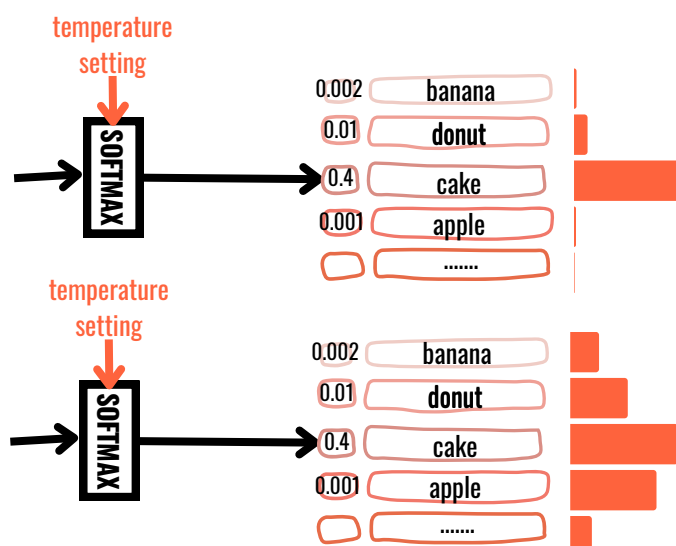 temperature
setting
SOFTMAX
0.002 banana
0.01 donut
0.4 cake
0.001 apple
.......
temperature
setting
SOFTMAX
0.002 banana
0.01 donut
0.4 cake
0.001 apple
.......